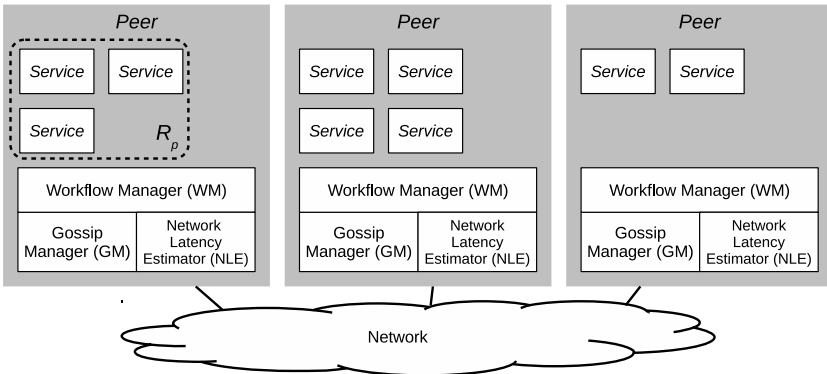 Peer
Service Service
Service R_p
Workflow Manager (WM)
Gossip
Manager (GM)
Network
Latency
Estimator (NLE)
Peer
Service Service
Service Service
Workflow Manager (WM)
Gossip
Manager (GM)
Network
Latency
Estimator (NLE)
Peer
Service Service
Workflow Manager (WM)
Gossip
Manager (GM)
Network
Latency
Estimator (NLE)
Network